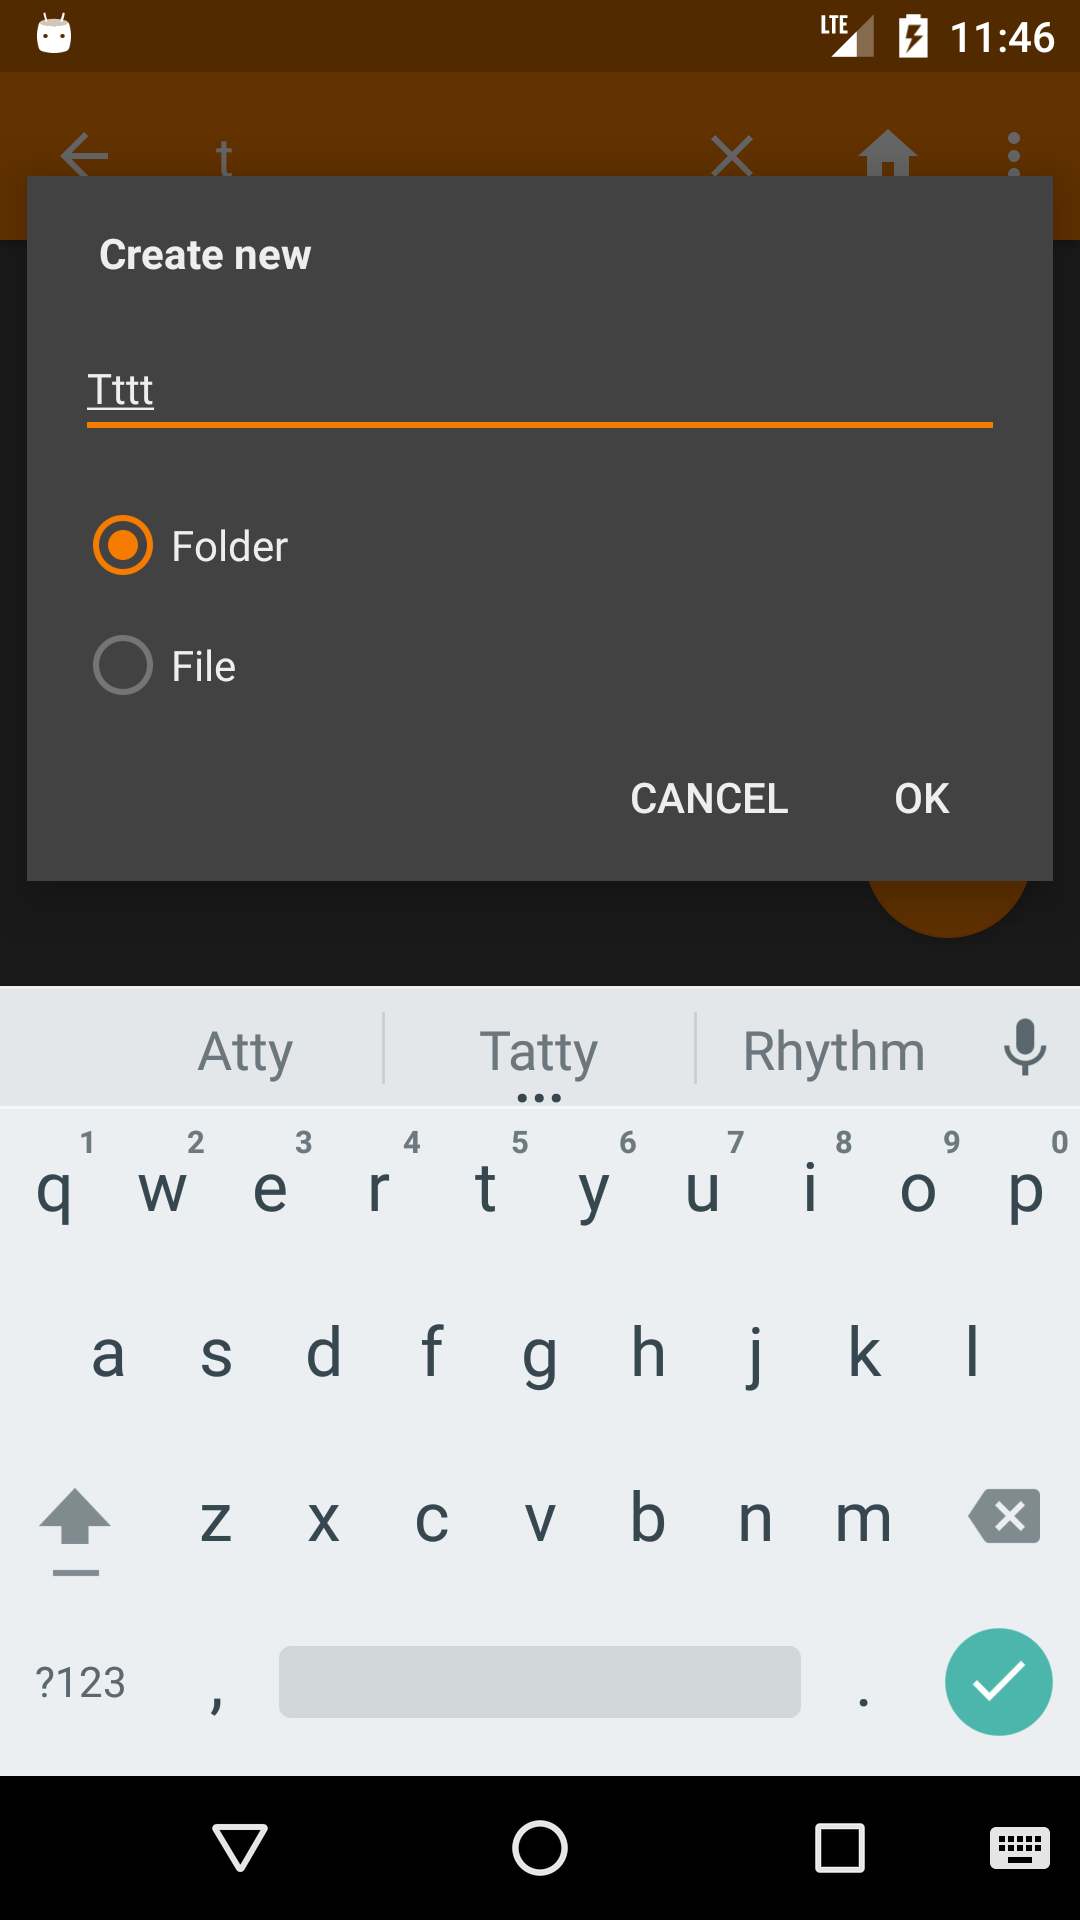 LTE 11:46
t
Create new
Tttt
Folder
File
CANCEL OK
Atty Tatty Rhythm
1 2 3 4 5 6 7 8 9 0
q w e r t y u i o p
a s d f g h j k l
z x c v b n m
?123 , .